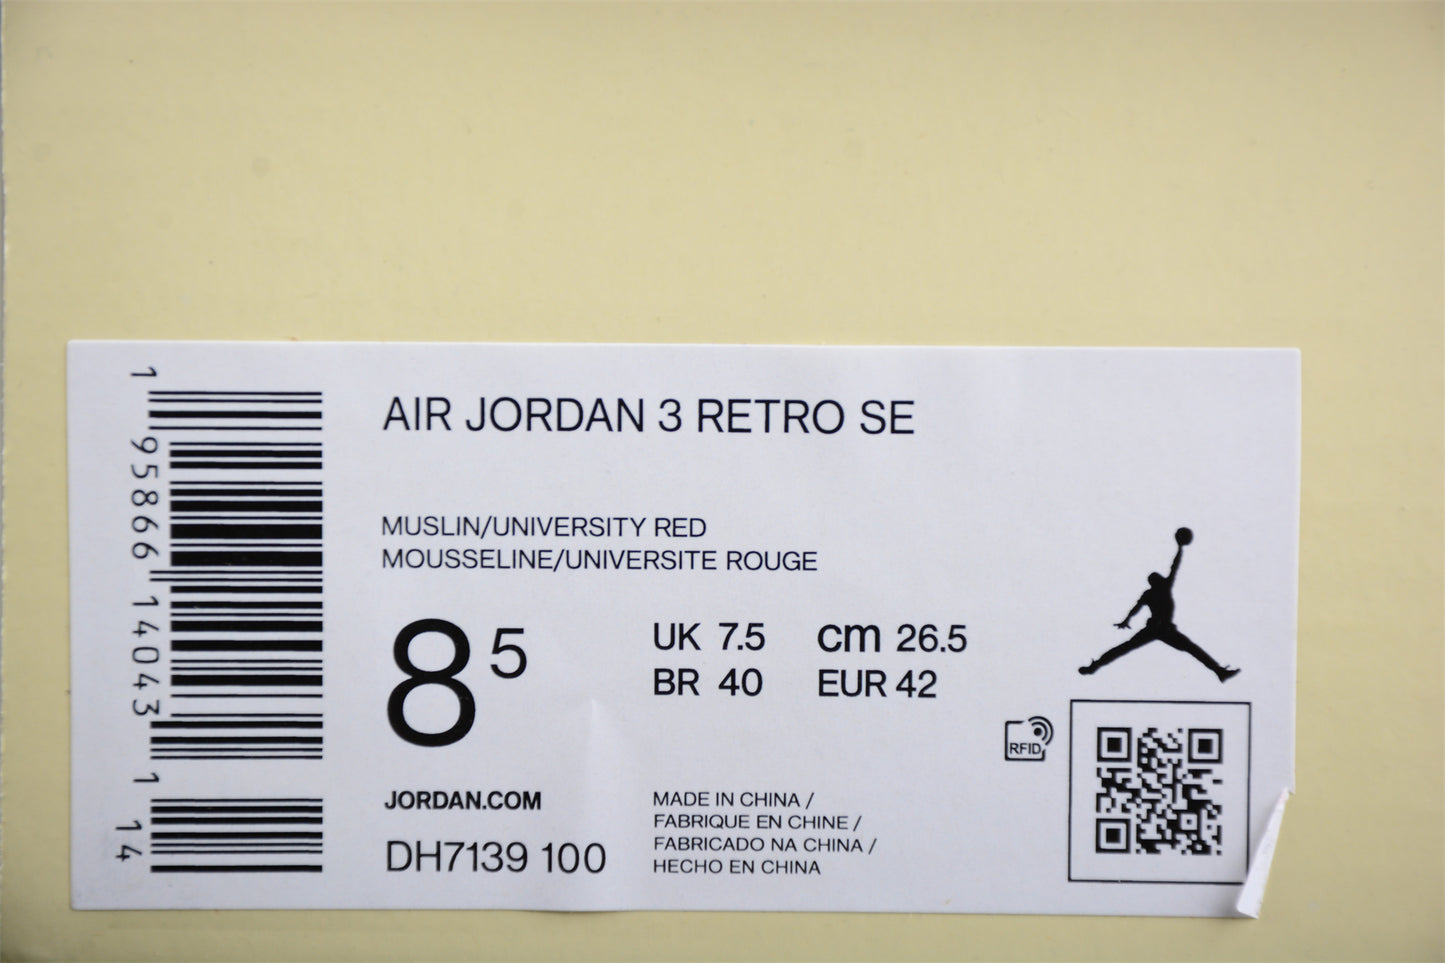 1 95866 14043 1 14
AIR JORDAN 3 RETRO SE
MUSLIN/UNIVERSITY RED
MOUSSELINE/UNIVERSITE ROUGE
8 5
UK 7.5 cm 26.5
BR 40 EUR 42
RFID
JORDAN.COM
DH7139 100
MADE IN CHINA /
FABRIQUE EN CHINE /
FABRICADO NA CHINA /
HECHO EN CHINA